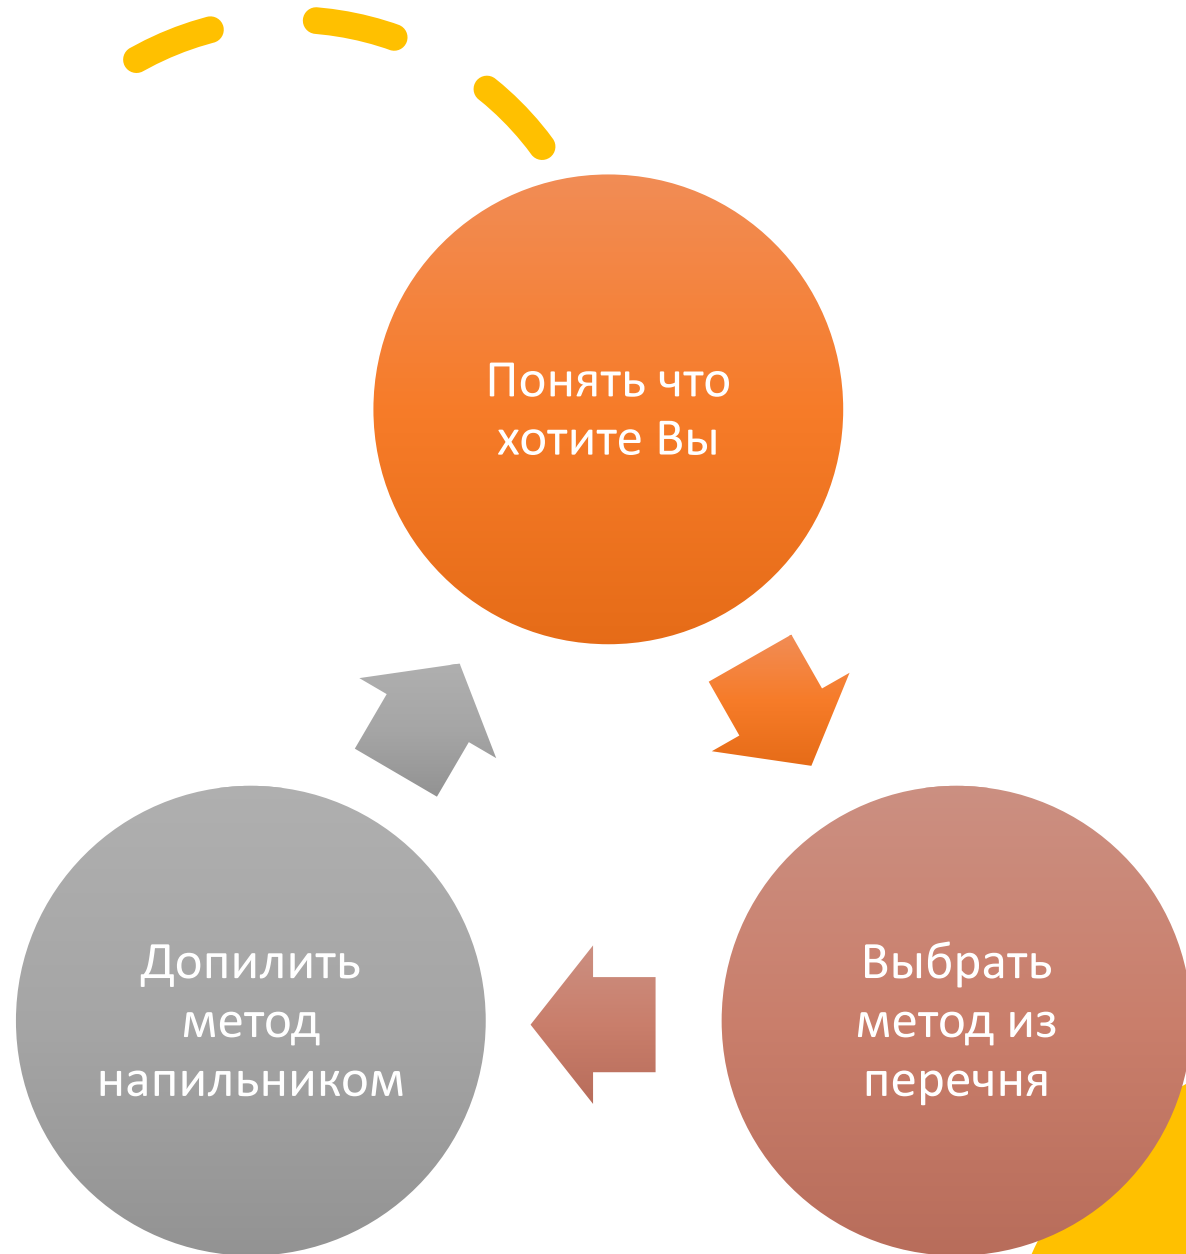 Понять что
хотите Вы
Выбрать
метод из
перечня
Допилить
метод
напильником